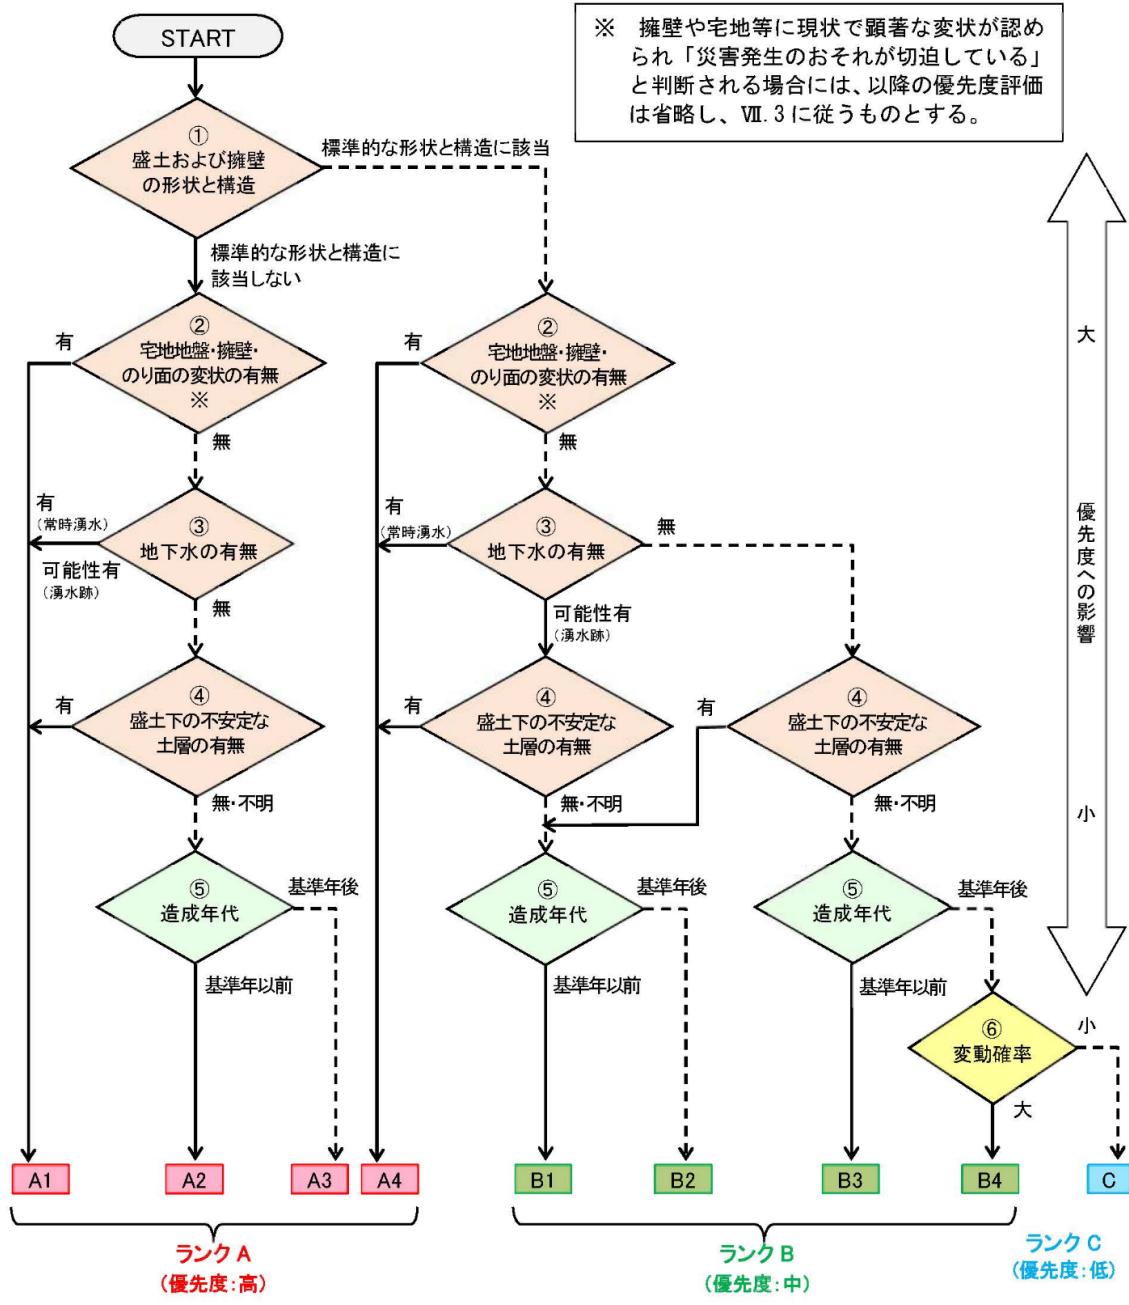 START
※ 擁壁や宅地等に現状で顕著な変状が認め
られ「災害発生のおそれが切迫している」
と判断される場合には、以降の優先度評価
は省略し、Ⅶ.3に従うものとする。
①
盛土および擁壁
の形状と構造
標準的な形状と構造に該当
標準的な形状と構造に
該当しない
②
宅地地盤・擁壁・
のり面の変状の有無
※
有
無
②
宅地地盤・擁壁・
のり面の変状の有無
※
有
無
大
③
地下水の有無
有
(常時湧水)
可能性有
(湧水跡)
無
③
地下水の有無
有
(常時湧水)
無
可能性有
(湧水跡)
優先度への影響
④
盛土下の不安定な
土層の有無
有
無・不明
④
盛土下の不安定な
土層の有無
有
無・不明
④
盛土下の不安定な
土層の有無
有
無・不明
小
⑤
造成年代
基準年後
基準年以前
⑤
造成年代
基準年後
基準年以前
⑤
造成年代
基準年後
基準年以前
⑥
変動確率
小
大
A1
A2
A3
A4
B1
B2
B3
B4
C
ランク A
(優先度:高)
ランク B
(優先度:中)
ランク C
(優先度:低)